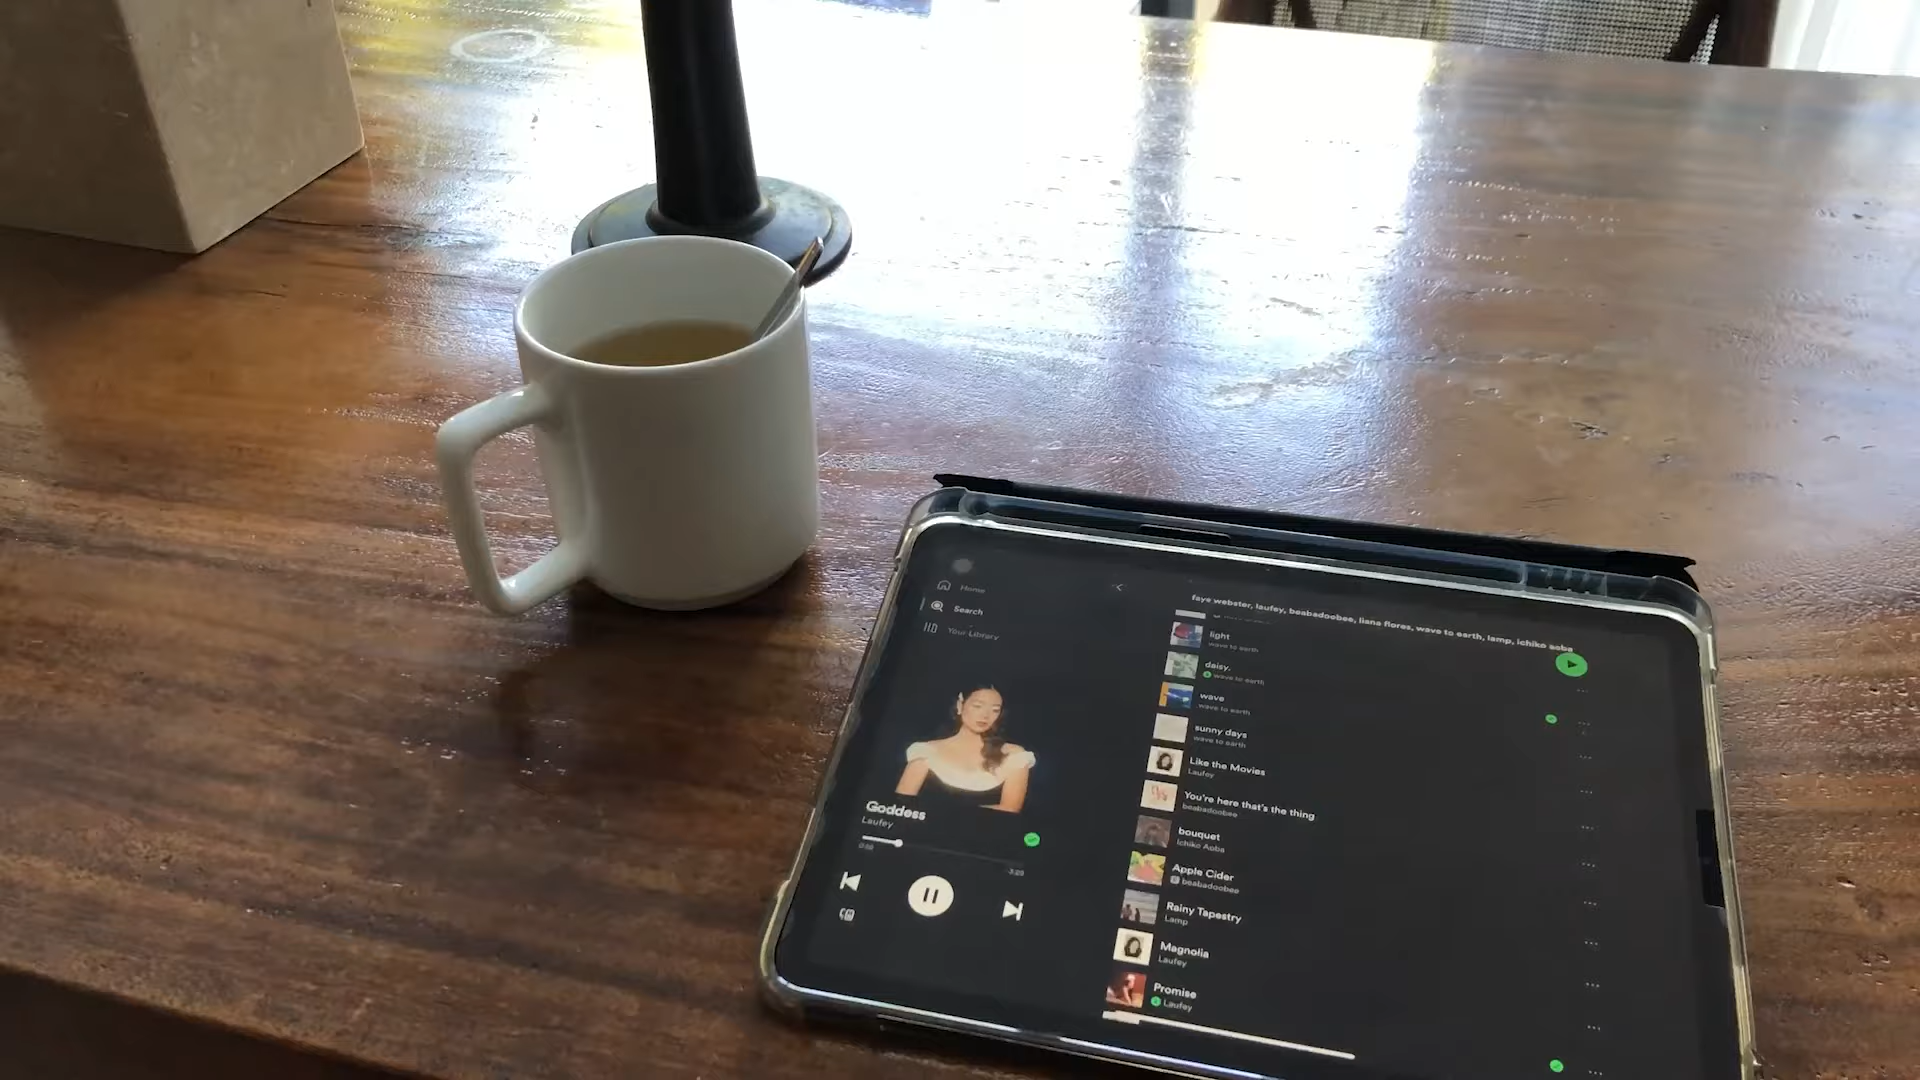 Home
Search
Your Library
Goddess
Laufey
-3:29
faye webster, laufey, beabadoobee, liana flores, wave to earth, lamp, ichiko aoba
light
wave to earth
daisy.
wave to earth
wave
wave to earth
sunny days
wave to earth
Like the Movies
Laufey
You're here that's the thing
beabadoobee
bouquet
Ichiko Aoba
Apple Cider
beabadoobee
Rainy Tapestry
Lamp
Magnolia
Laufey
Promise
Laufey